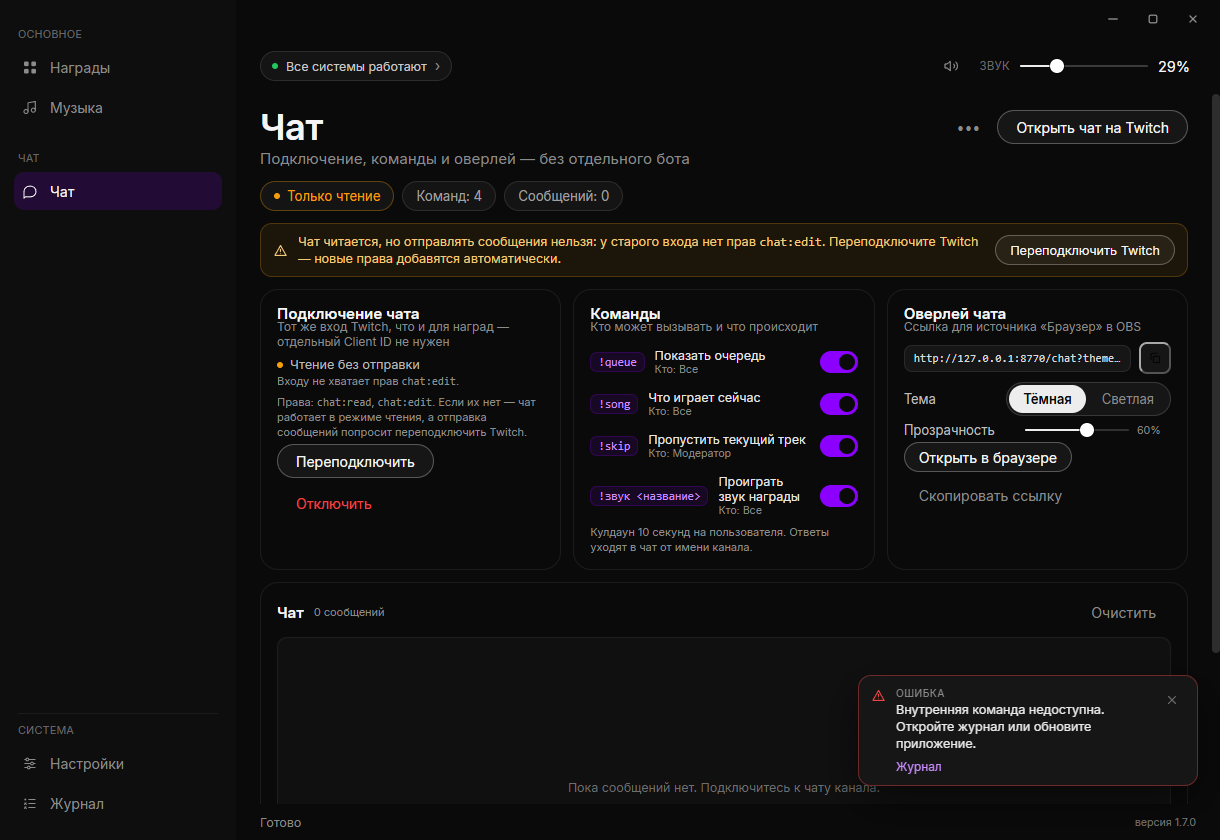 ОСНОВНОЕ
Награды
Музыка
ЧАТ
Чат
СИСТЕМА
Настройки
Журнал
Все системы работают ›
ЗВУК
29%
Чат
Открыть чат на Twitch
Подключение, команды и оверлей — без отдельного бота
Только чтение
Команд: 4
Сообщений: 0
Чат читается, но отправлять сообщения нельзя: у старого входа нет прав chat:edit. Переподключите Twitch
— новые права добавятся автоматически.
Переподключить Twitch
Подключение чата
Тот же вход Twitch, что и для наград —
отдельный Client ID не нужен
Чтение без отправки
Входу не хватает прав chat:edit.
Права: chat:read, chat:edit. Если их нет — чат
работает в режиме чтения, а отправка
сообщений попросит переподключить Twitch.
Переподключить
Отключить
Команды
Кто может вызывать и что происходит
!queue
Показать очередь
Кто: Все
!song
Что играет сейчас
Кто: Все
!skip
Пропустить текущий трек
Кто: Модератор
!звук <название>
Проиграть
звук награды
Кто: Все
Кулдаун 10 секунд на пользователя. Ответы
уходят в чат от имени канала.
Оверлей чата
Ссылка для источника «Браузер» в OBS
http://127.0.0.1:8770/chat?theme…
Тема
Тёмная
Светлая
Прозрачность
60%
Открыть в браузере
Скопировать ссылку
Чат
0 сообщений
Очистить
Пока сообщений нет. Подключитесь к чату канала.
ОШИБКА
Внутренняя команда недоступна.
Откройте журнал или обновите
приложение.
Журнал
Готово
версия 1.7.0